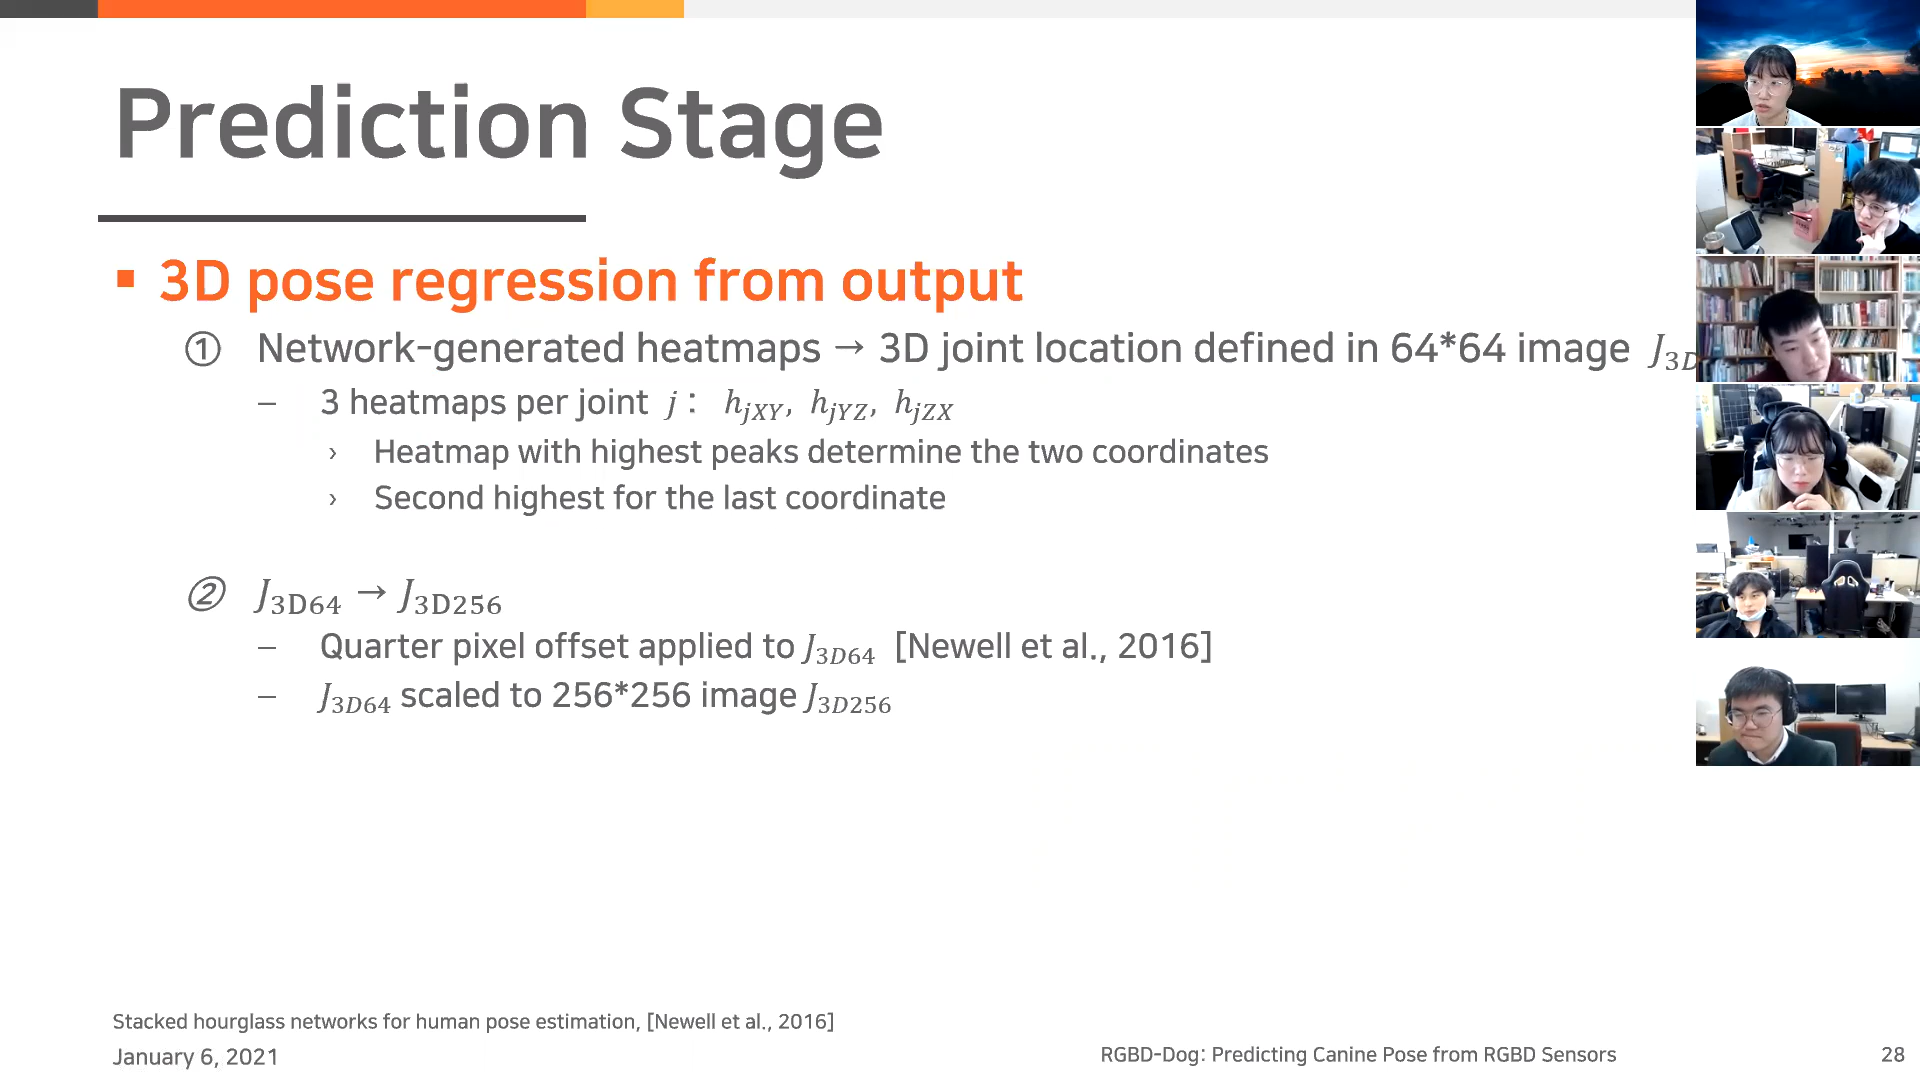 Prediction Stage
▪ 3D pose regression from output
① Network-generated heatmaps → 3D joint location defined in 64*64 image J3D
– 3 heatmaps per joint j : hjXY, hjYZ, hjZX
› Heatmap with highest peaks determine the two coordinates
› Second highest for the last coordinate
② J3D64 → J3D256
– Quarter pixel offset applied to J3D64 [Newell et al., 2016]
– J3D64 scaled to 256*256 image J3D256
Stacked hourglass networks for human pose estimation, [Newell et al., 2016]
January 6, 2021
RGBD-Dog: Predicting Canine Pose from RGBD Sensors
28